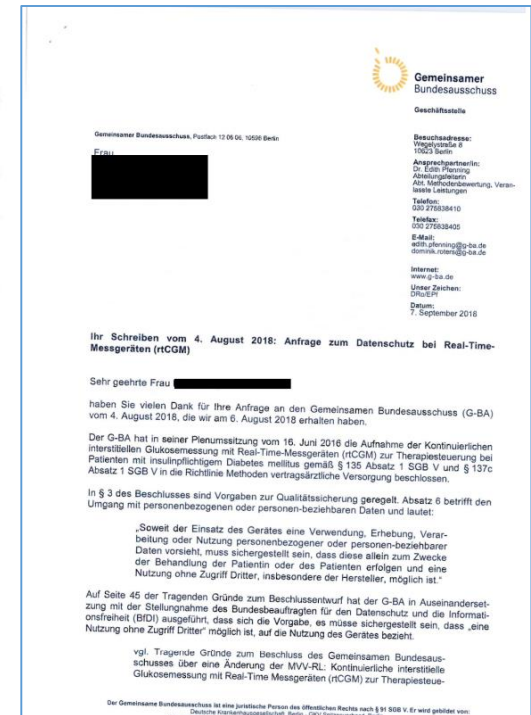 Gemeinsamer
Bundesausschuss
Geschäftsstelle
Gemeinsamer Bundesausschuss, Postfach 12 06 06, 10596 Berlin
Frau
Besuchsadresse:
Wegelystraße 8
10623 Berlin
Ansprechpartner/in:
Dr. Edith Pfenning
Abteilungsleiterin
Abt. Methodenbewertung, Veran-
lasste Leistungen
Telefon:
030 275838410
Telefax:
030 275838405
E-Mail:
edith.pfenning@g-ba.de
dominik.roters@g-ba.de
Internet:
www.g-ba.de
Unser Zeichen:
DRo/EPf
Datum:
7. September 2018
Ihr Schreiben vom 4. August 2018: Anfrage zum Datenschutz bei Real-Time-
Messgeräten (rtCGM)
Sehr geehrte Frau
haben Sie vielen Dank für Ihre Anfrage an den Gemeinsamen Bundesausschuss (G-BA)
vom 4. August 2018, die wir am 6. August 2018 erhalten haben.
Der G-BA hat in seiner Plenumssitzung vom 16. Juni 2016 die Aufnahme der Kontinuierlichen
interstitiellen Glukosemessung mit Real-Time-Messgeräten (rtCGM) zur Therapiesteuerung bei
Patienten mit insulinpflichtigem Diabetes mellitus gemäß § 135 Absatz 1 SGB V und § 137c
Absatz 1 SGB V in die Richtlinie Methoden vertragsärztliche Versorgung beschlossen.
In § 3 des Beschlusses sind Vorgaben zur Qualitätssicherung geregelt. Absatz 6 betrifft den
Umgang mit personenbezogenen oder personen-beziehbaren Daten und lautet:
„Soweit der Einsatz des Gerätes eine Verwendung, Erhebung, Verar-
beitung oder Nutzung personenbezogener oder personen-beziehbarer
Daten vorsieht, muss sichergestellt sein, dass diese allein zum Zwecke
der Behandlung der Patientin oder des Patienten erfolgen und eine
Nutzung ohne Zugriff Dritter, insbesondere der Hersteller, möglich ist."
Auf Seite 45 der Tragenden Gründe zum Beschlussentwurf hat der G-BA in Auseinanderset-
zung mit der Stellungnahme des Bundesbeauftragten für den Datenschutz und die Informati-
onsfreiheit (BfDI) ausgeführt, dass sich die Vorgabe, es müsse sichergestellt sein, dass „eine
Nutzung ohne Zugriff Dritter" möglich ist, auf die Nutzung des Gerätes bezieht.
vgl. Tragende Gründe zum Beschluss des Gemeinsamen Bundesaus-
schusses über eine Änderung der MVV-RL: Kontinuierliche interstitielle
Glukosemessung mit Real-Time Messgeräten (rtCGM) zur Therapiesteue-
Der Gemeinsame Bundesausschuss ist eine juristische Person des öffentlichen Rechts nach § 91 SGB V. Er wird gebildet von: